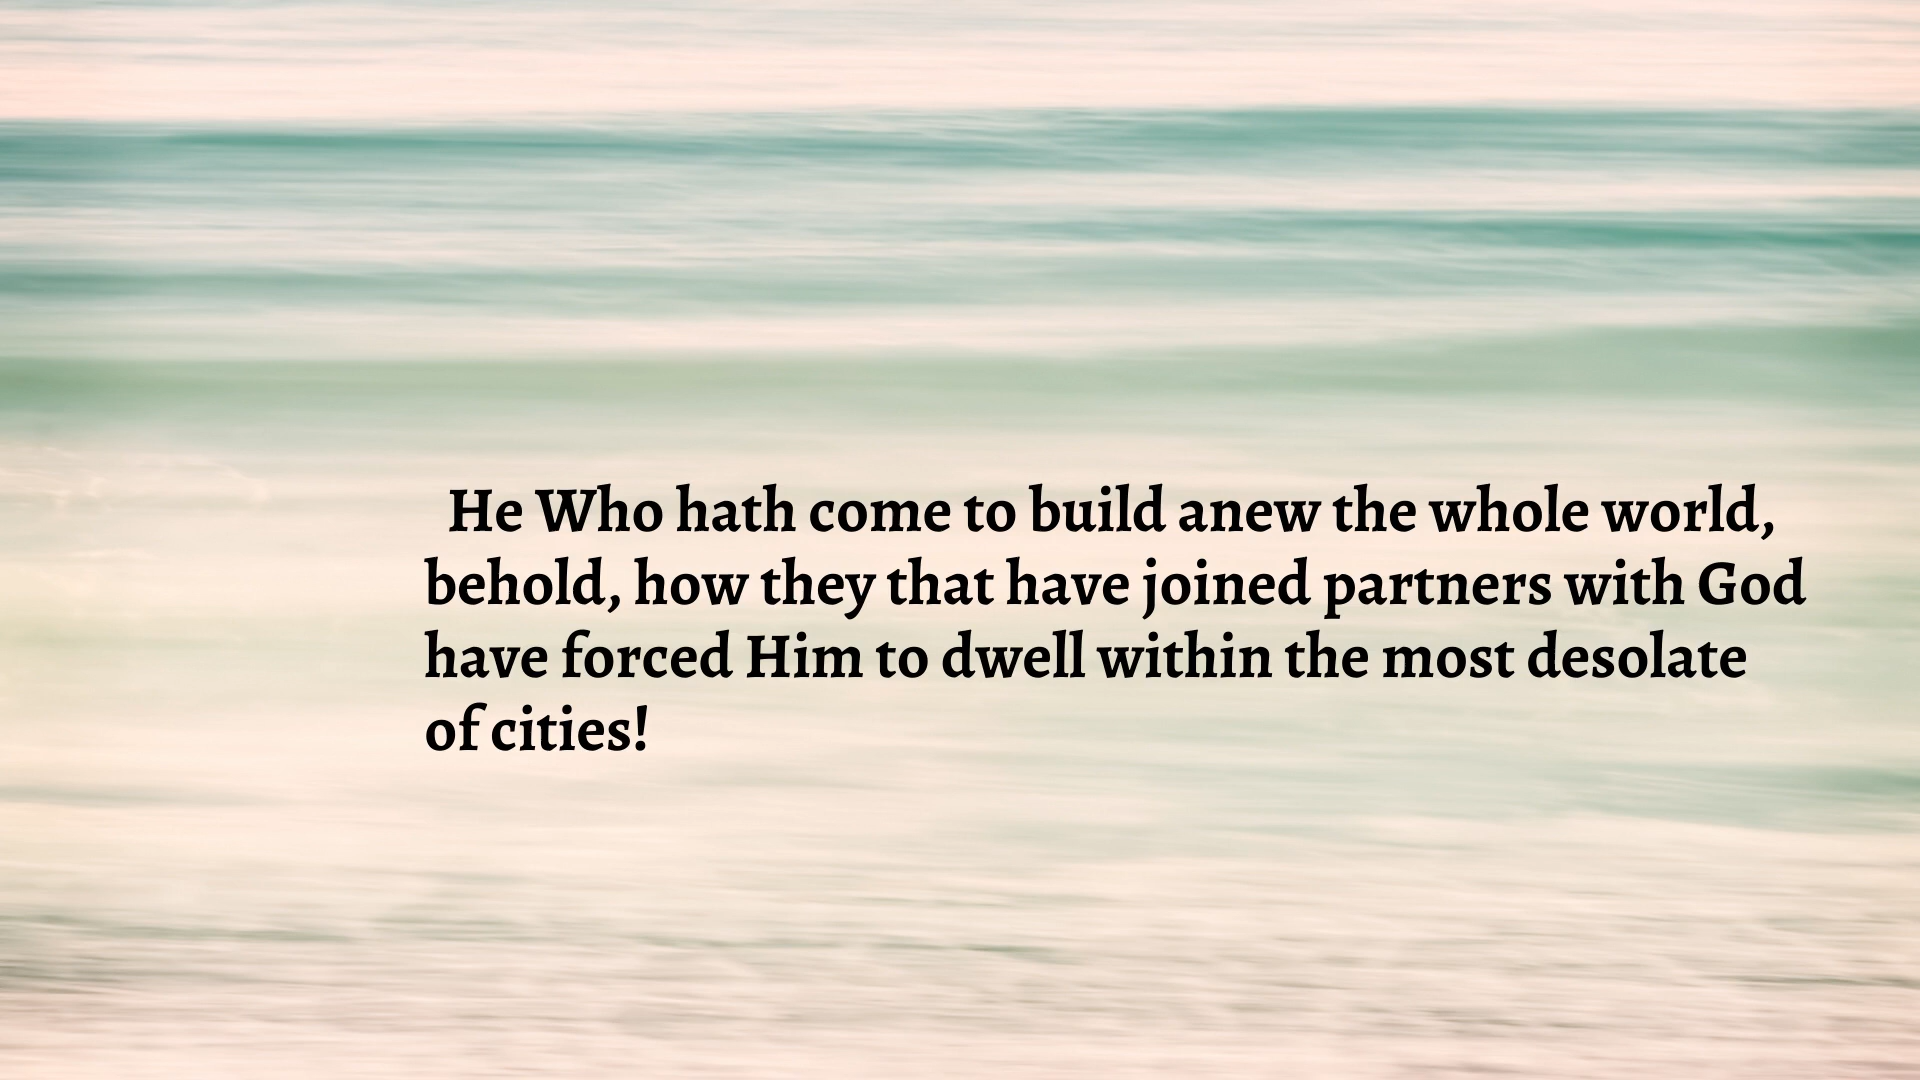 He Who hath come to build anew the whole world,
behold, how they that have joined partners with God
have forced Him to dwell within the most desolate
of cities!